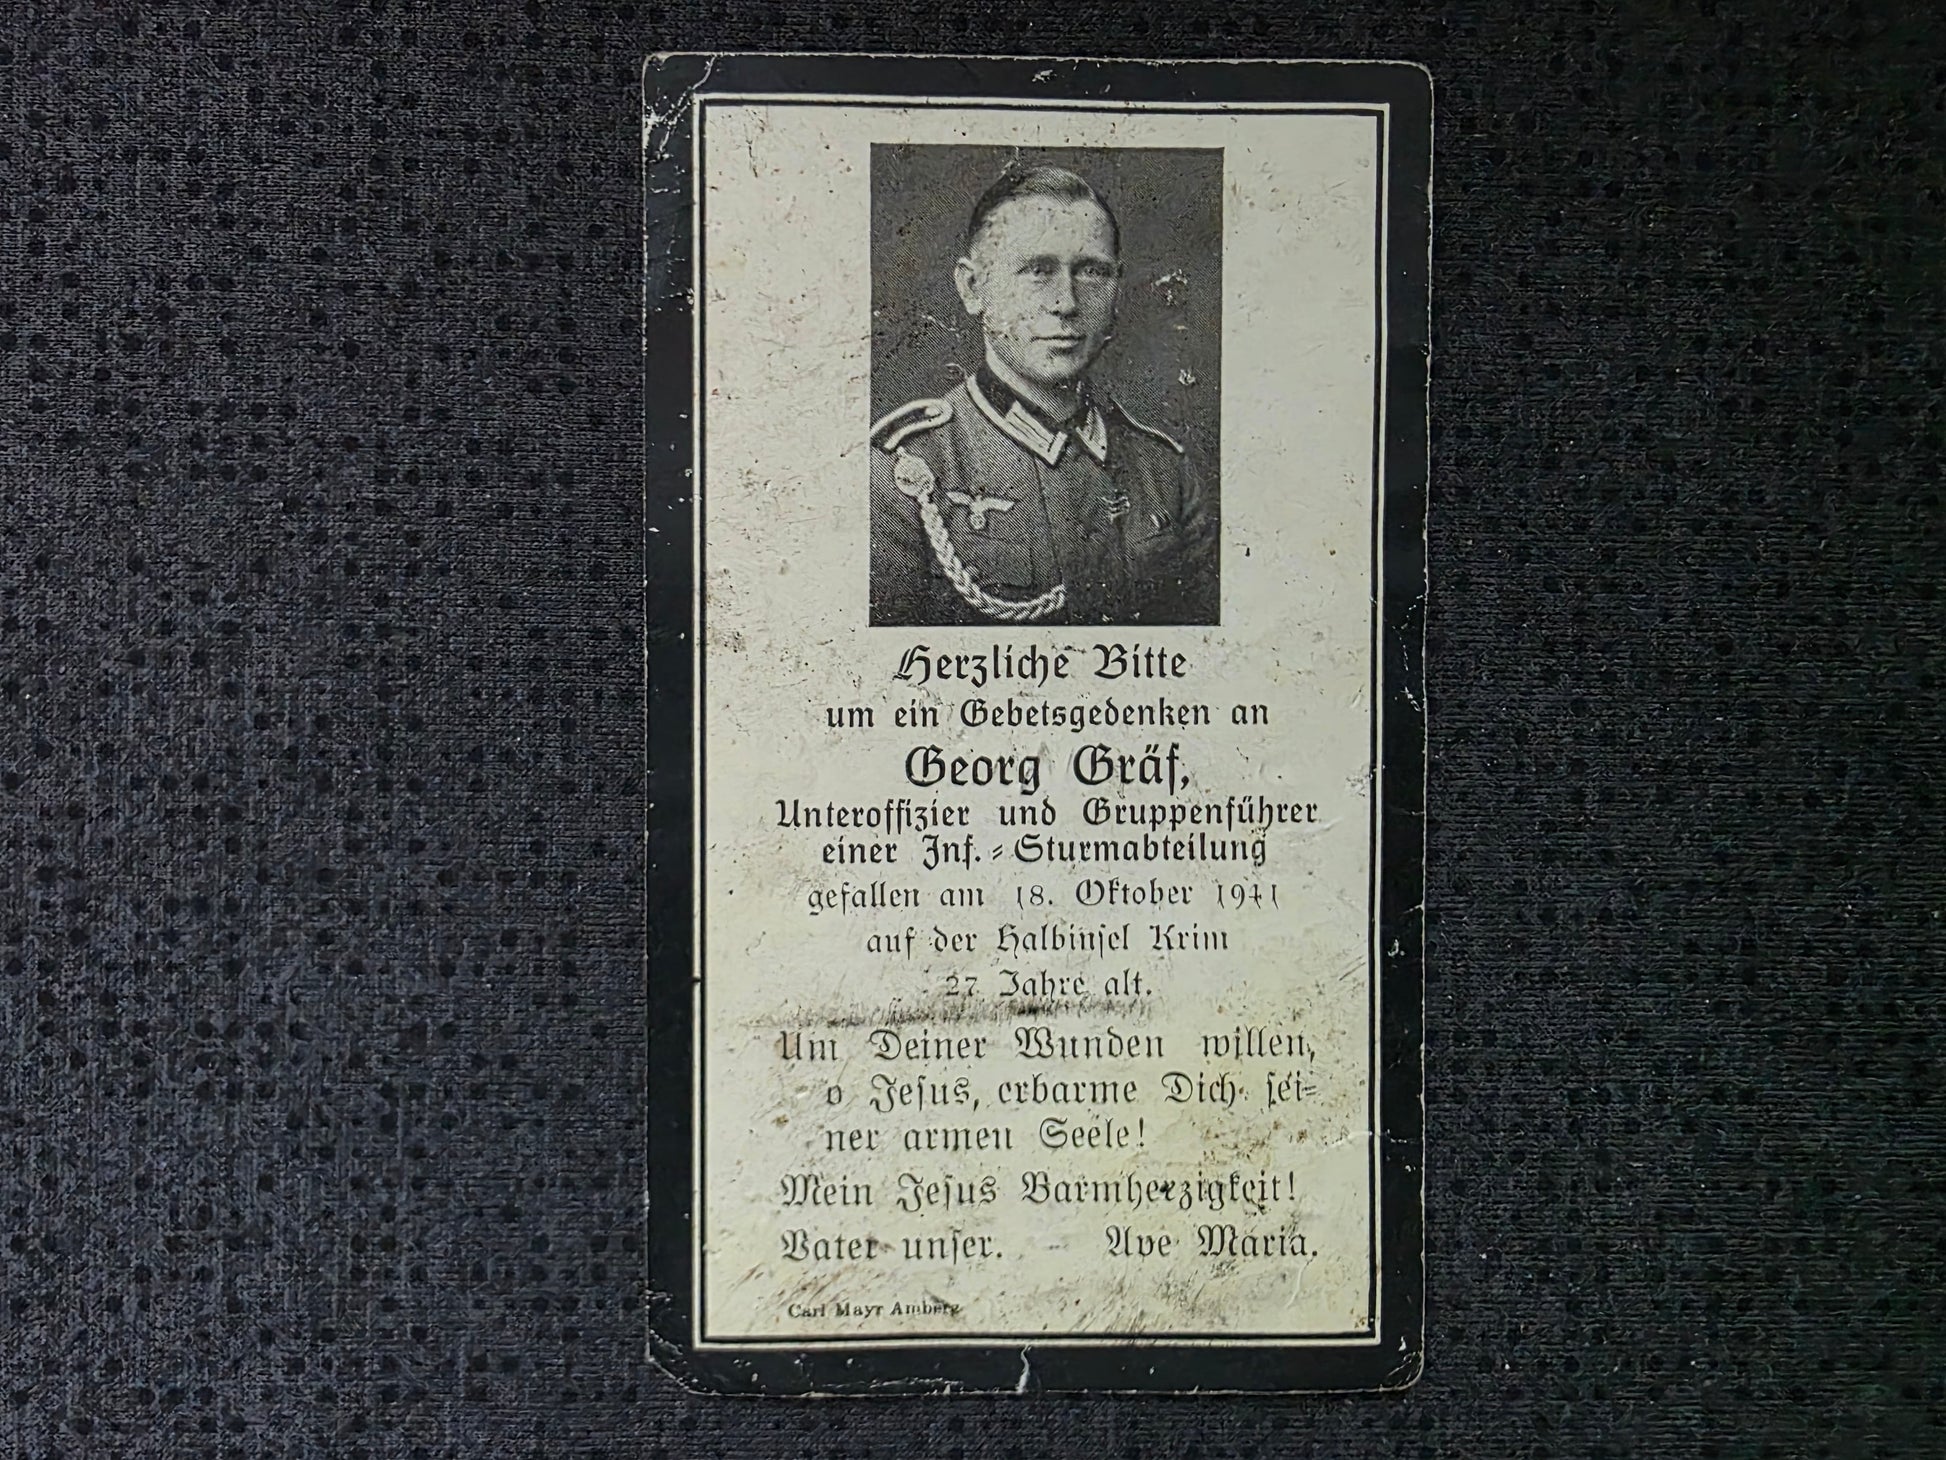 Herzliche Bitte
um ein Gebetsgedenken an
Georg Gräf,
Unteroffizier und Gruppenführer
einer Inf.-Sturmabteilung
gefallen am 18. Oktober 1941
auf der Halbinsel Krim
27 Jahre alt.
Um Deiner Wunden willen,
o Jesus, erbarme Dich sei-
ner armen Seele!
Mein Jesus Barmherzigkeit!
Vater unser. – Ave Maria.
Carl Mayr Amberg